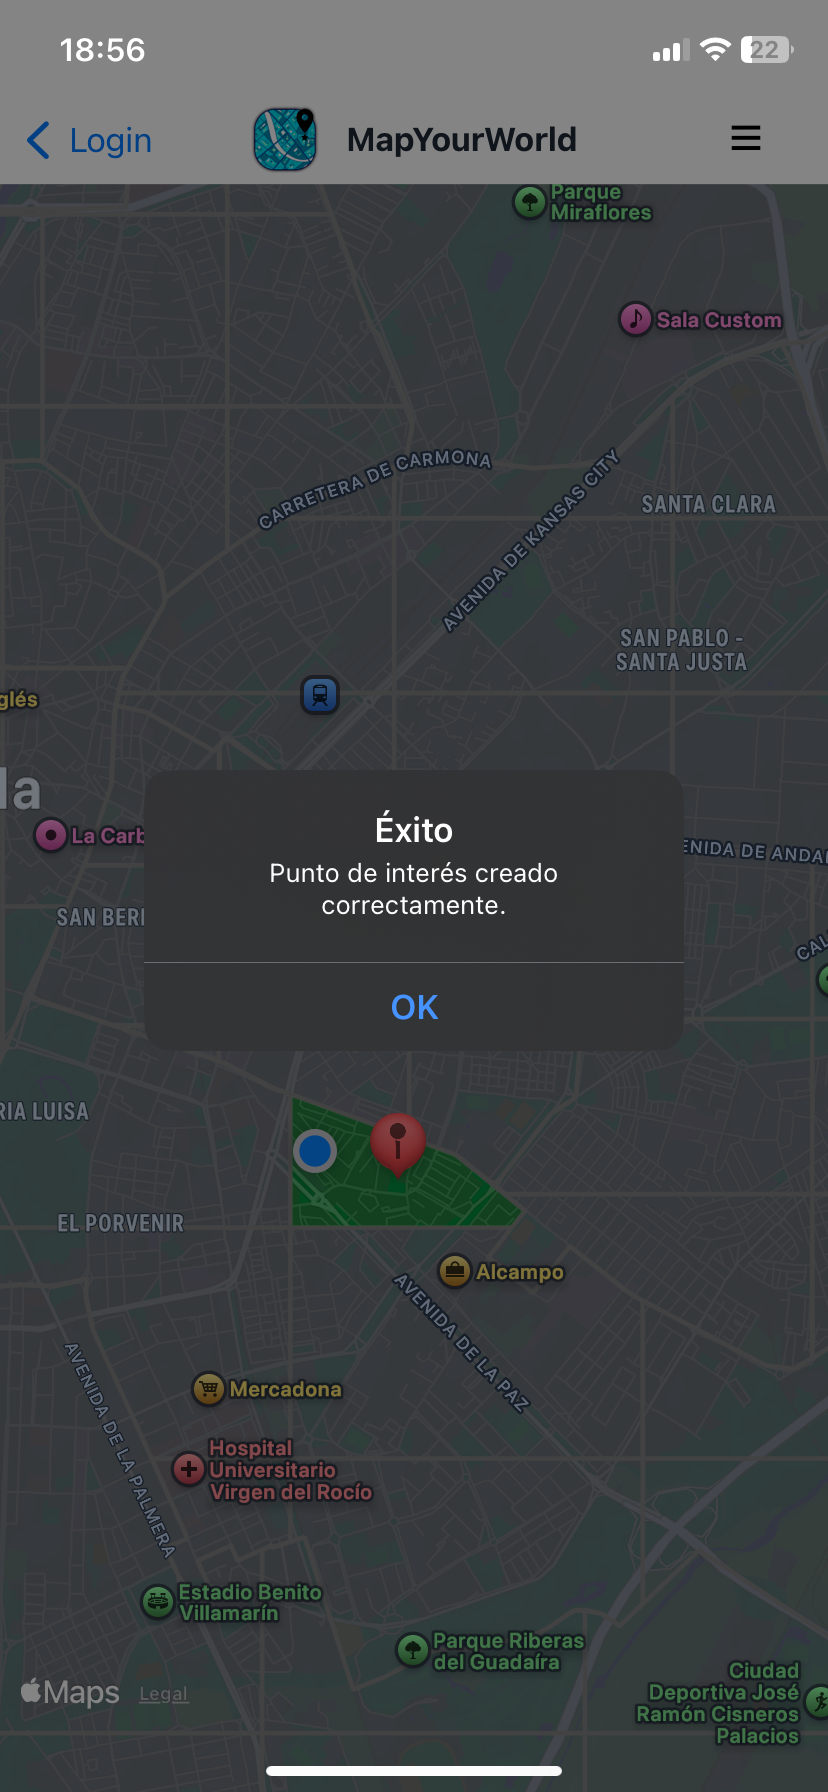 18:56
22
Login
MapYourWorld
Parque
Miraflores
Sala Custom
CARRETERA DE CARMONA
AVENIDA DE KANSAS CITY
SANTA CLARA
SAN PABLO -
SANTA JUSTA
glés
la
La Carb
ENIDA DE ANDA
SAN BER
CAL
Éxito
Punto de interés creado
correctamente.
OK
RIA LUISA
EL PORVENIR
Alcampo
AVENIDA DE LA PAZ
AVENIDA DE LA PALMERA
Mercadona
Hospital
Universitario
Virgen del Rocío
Estadio Benito
Villamarín
Parque Riberas
del Guadaíra
Ciudad
Deportiva José
Ramón Cisneros
Palacios
Maps
Legal